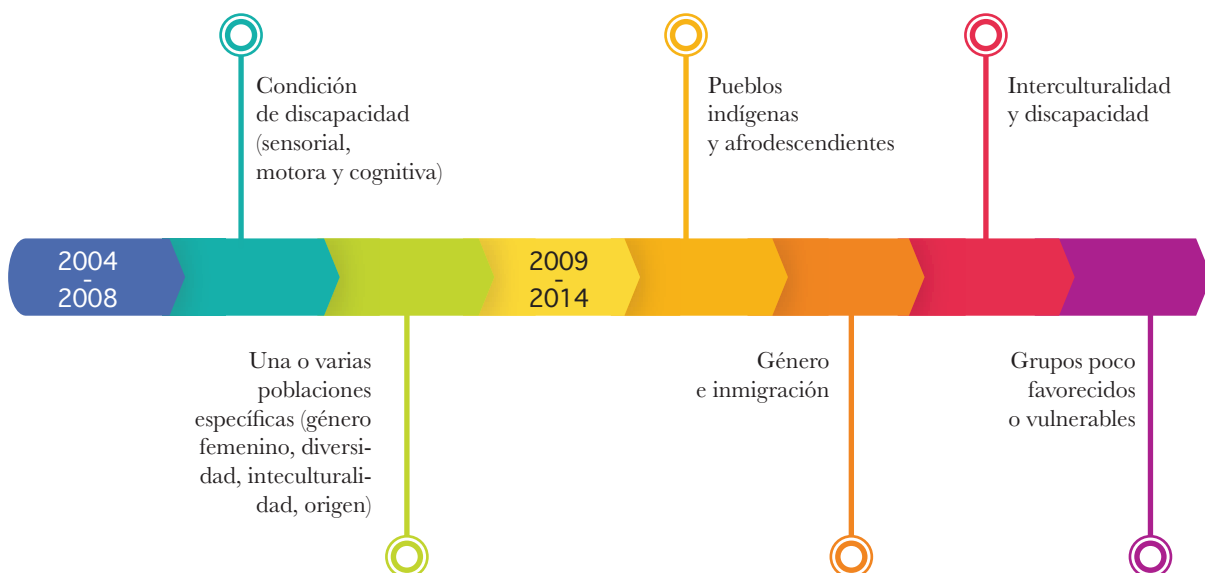 Condición
de discapacidad
(sensorial,
motora y cognitiva)
Pueblos
indígenas
y afrodescendientes
Interculturalidad
y discapacidad
2004
-
2008
2009
-
2014
Una o varias
poblaciones
específicas (género
femenino, diversi-
dad, inteculturali-
dad, origen)
Género
e inmigración
Grupos poco
favorecidos
o vulnerables